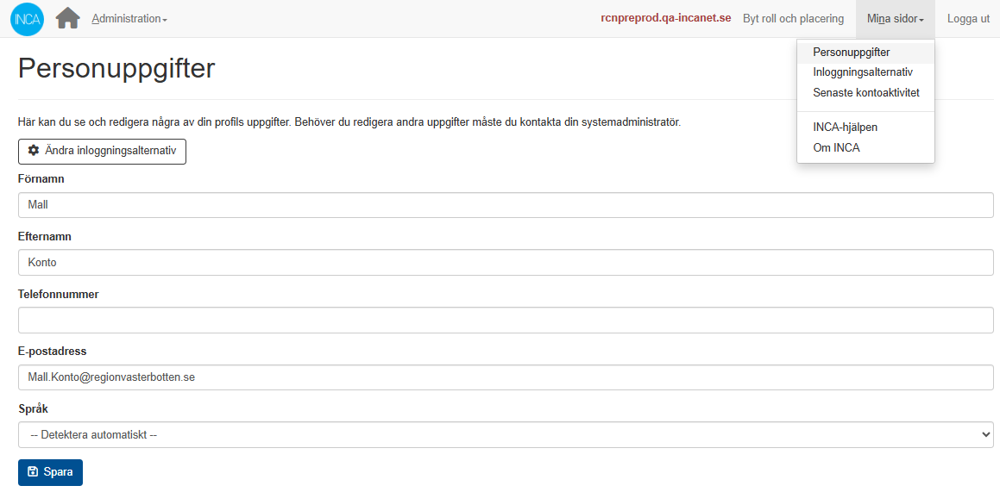 INCA Administration rcnpreprod.qa-incanet.se Byt roll och placering Mina sidor Logga ut
Personuppgifter
Inloggningsalternativ
Senaste kontoaktivitet
INCA-hjälpen
Om INCA
Personuppgifter
Här kan du se och redigera några av din profils uppgifter. Behöver du redigera andra uppgifter måste du kontakta din systemadministratör.
Ändra inloggningsalternativ
Förnamn
Mall
Efternamn
Konto
Telefonnummer
E-postadress
Mall.Konto@regionvasterbotten.se
Språk
-- Detektera automatiskt --
Spara